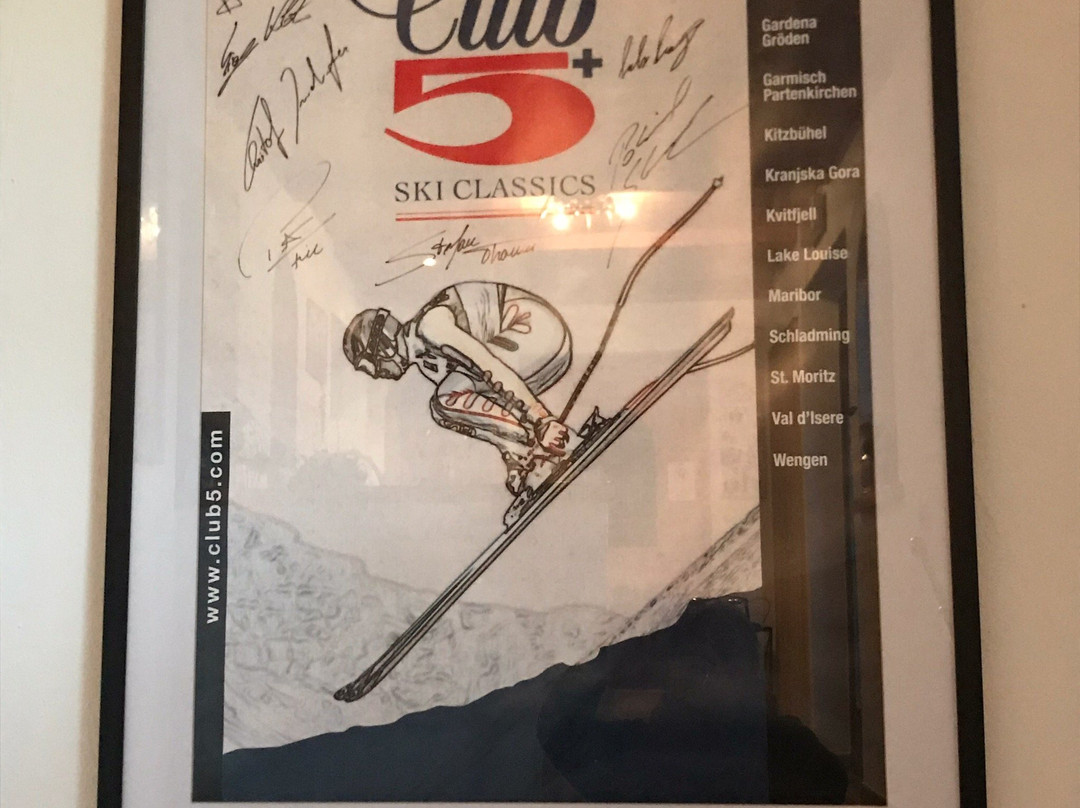 Club
5+
SKI CLASSICS
Gardena
Gröden
Garmisch
Partenkirchen
Kitzbühel
Kranjska Gora
Kvitfjell
Lake Louise
Maribor
Schladming
St. Moritz
Val d'Isere
Wengen
www.club5.com